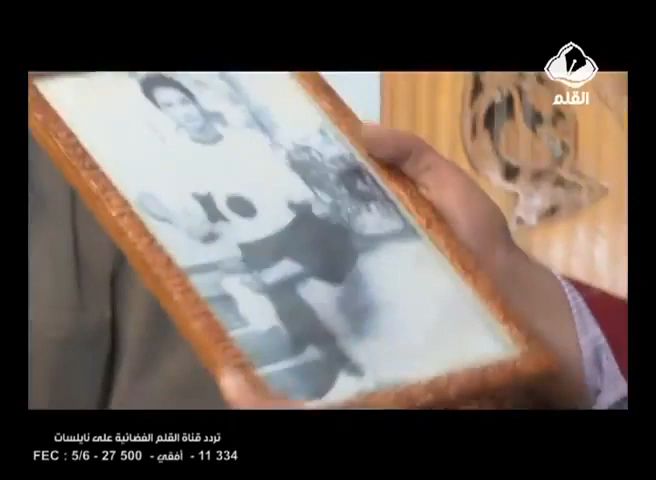 القلم
تردد قناة القلم الفضائية على نايلسات
FEC : 5/6 - 27 500 - أفقي - 11 334